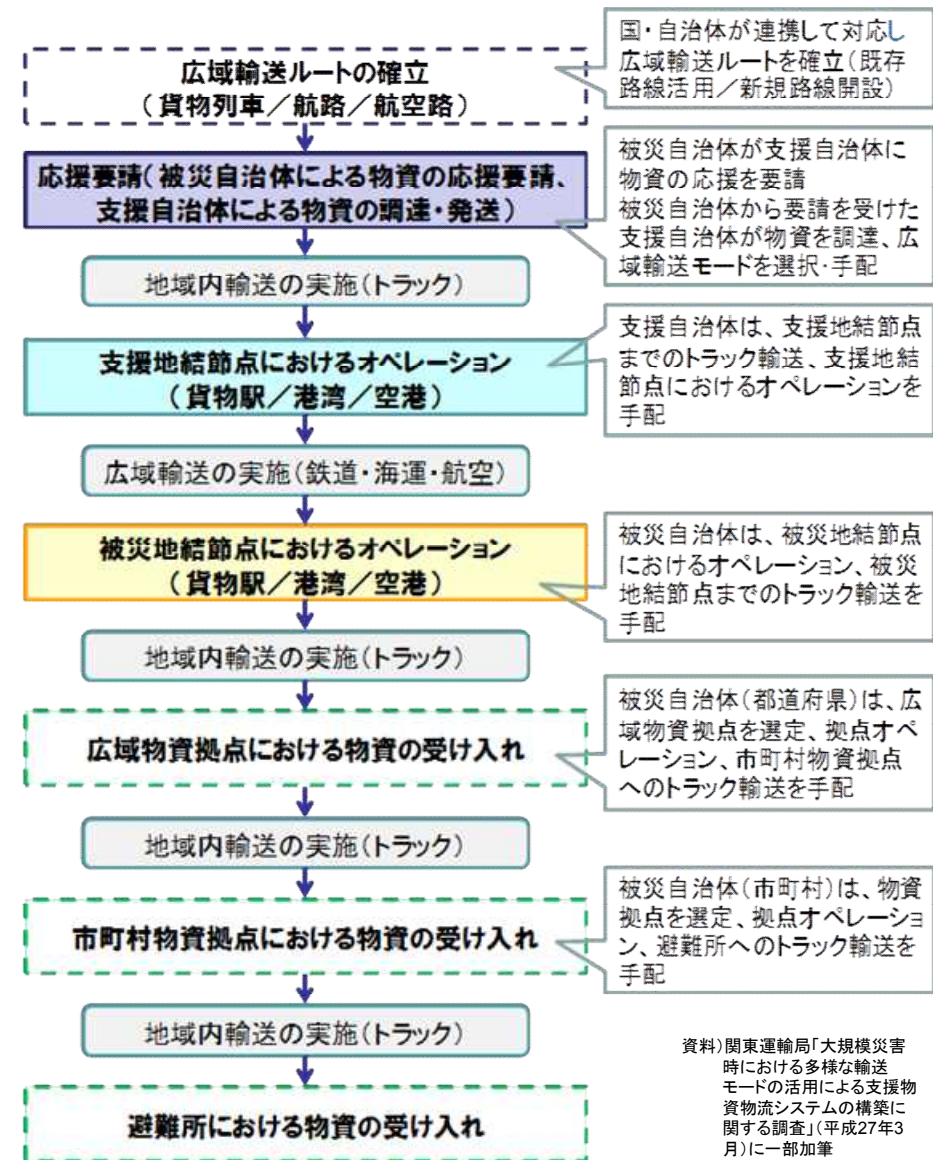 広域輸送ルートの確立
（貨物列車／航路／航空路）
国・自治体が連携して対応し
広域輸送ルートを確立（既存
路線活用／新規路線開設）
応援要請（被災自治体による物資の応援要請、
支援自治体による物資の調達・発送）
被災自治体が支援自治体に
物資の応援を要請
被災自治体から要請を受けた
支援自治体が物資を調達、広
域輸送モードを選択・手配
地域内輸送の実施（トラック）
支援地結節点におけるオペレーション
（貨物駅／港湾／空港）
支援自治体は、支援地結節点
までのトラック輸送、支援地結
節点におけるオペレーションを
手配
広域輸送の実施（鉄道・海運・航空）
被災地結節点におけるオペレーション
（貨物駅／港湾／空港）
被災自治体は、被災地結節点
におけるオペレーション、被災
地結節点までのトラック輸送を
手配
地域内輸送の実施（トラック）
広域物資拠点における物資の受け入れ
被災自治体（都道府県）は、広
域物資拠点を選定、拠点オペ
レーション、市町村物資拠点
へのトラック輸送を手配
地域内輸送の実施（トラック）
市町村物資拠点における物資の受け入れ
被災自治体（市町村）は、物資
拠点を選定、拠点オペレーショ
ン、避難所へのトラック輸送を
手配
地域内輸送の実施（トラック）
避難所における物資の受け入れ
資料）関東運輸局「大規模災害
時における多様な輸送
モードの活用による支援物
資物流システムの構築に
関する調査」（平成27年3
月）に一部加筆